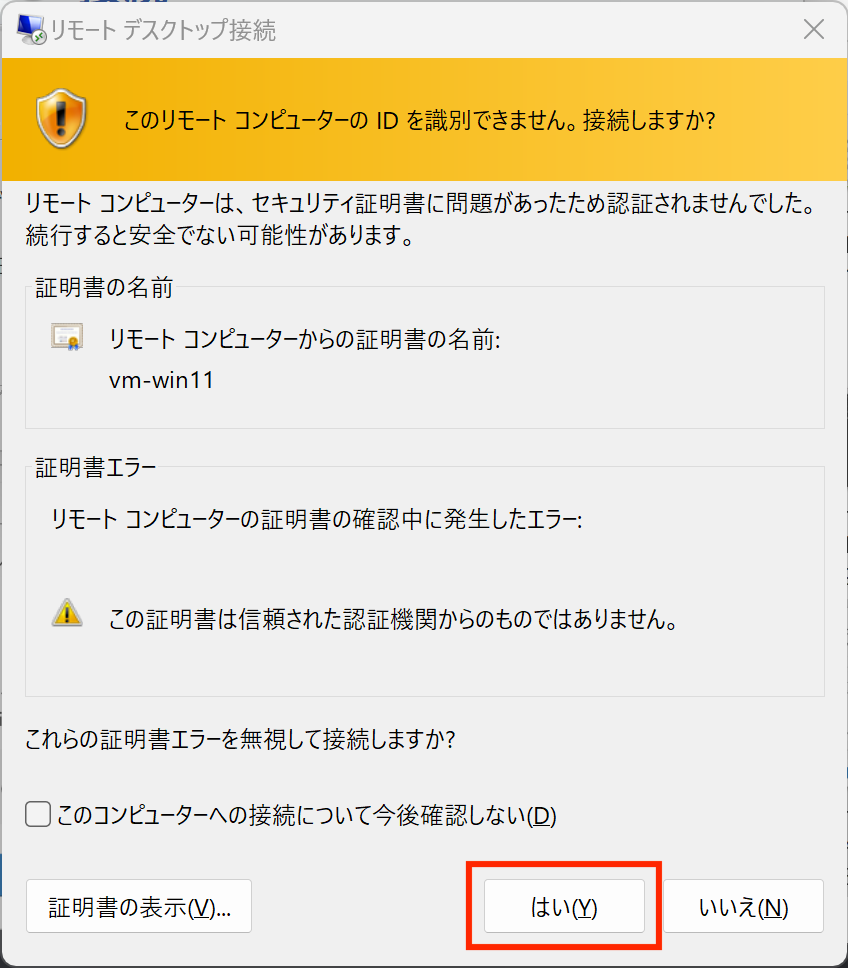 リモート デスクトップ接続
このリモート コンピューターの ID を識別できません。接続しますか?
リモート コンピューターは、セキュリティ証明書に問題があったため認証されませんでした。
続行すると安全でない可能性があります。
証明書の名前
リモート コンピューターからの証明書の名前:
vm-win11
証明書エラー
リモート コンピューターの証明書の確認中に発生したエラー:
この証明書は信頼された認証機関からのものではありません。
これらの証明書エラーを無視して接続しますか?
このコンピューターへの接続について今後確認しない(D)
証明書の表示(V)...
はい(Y)
いいえ(N)